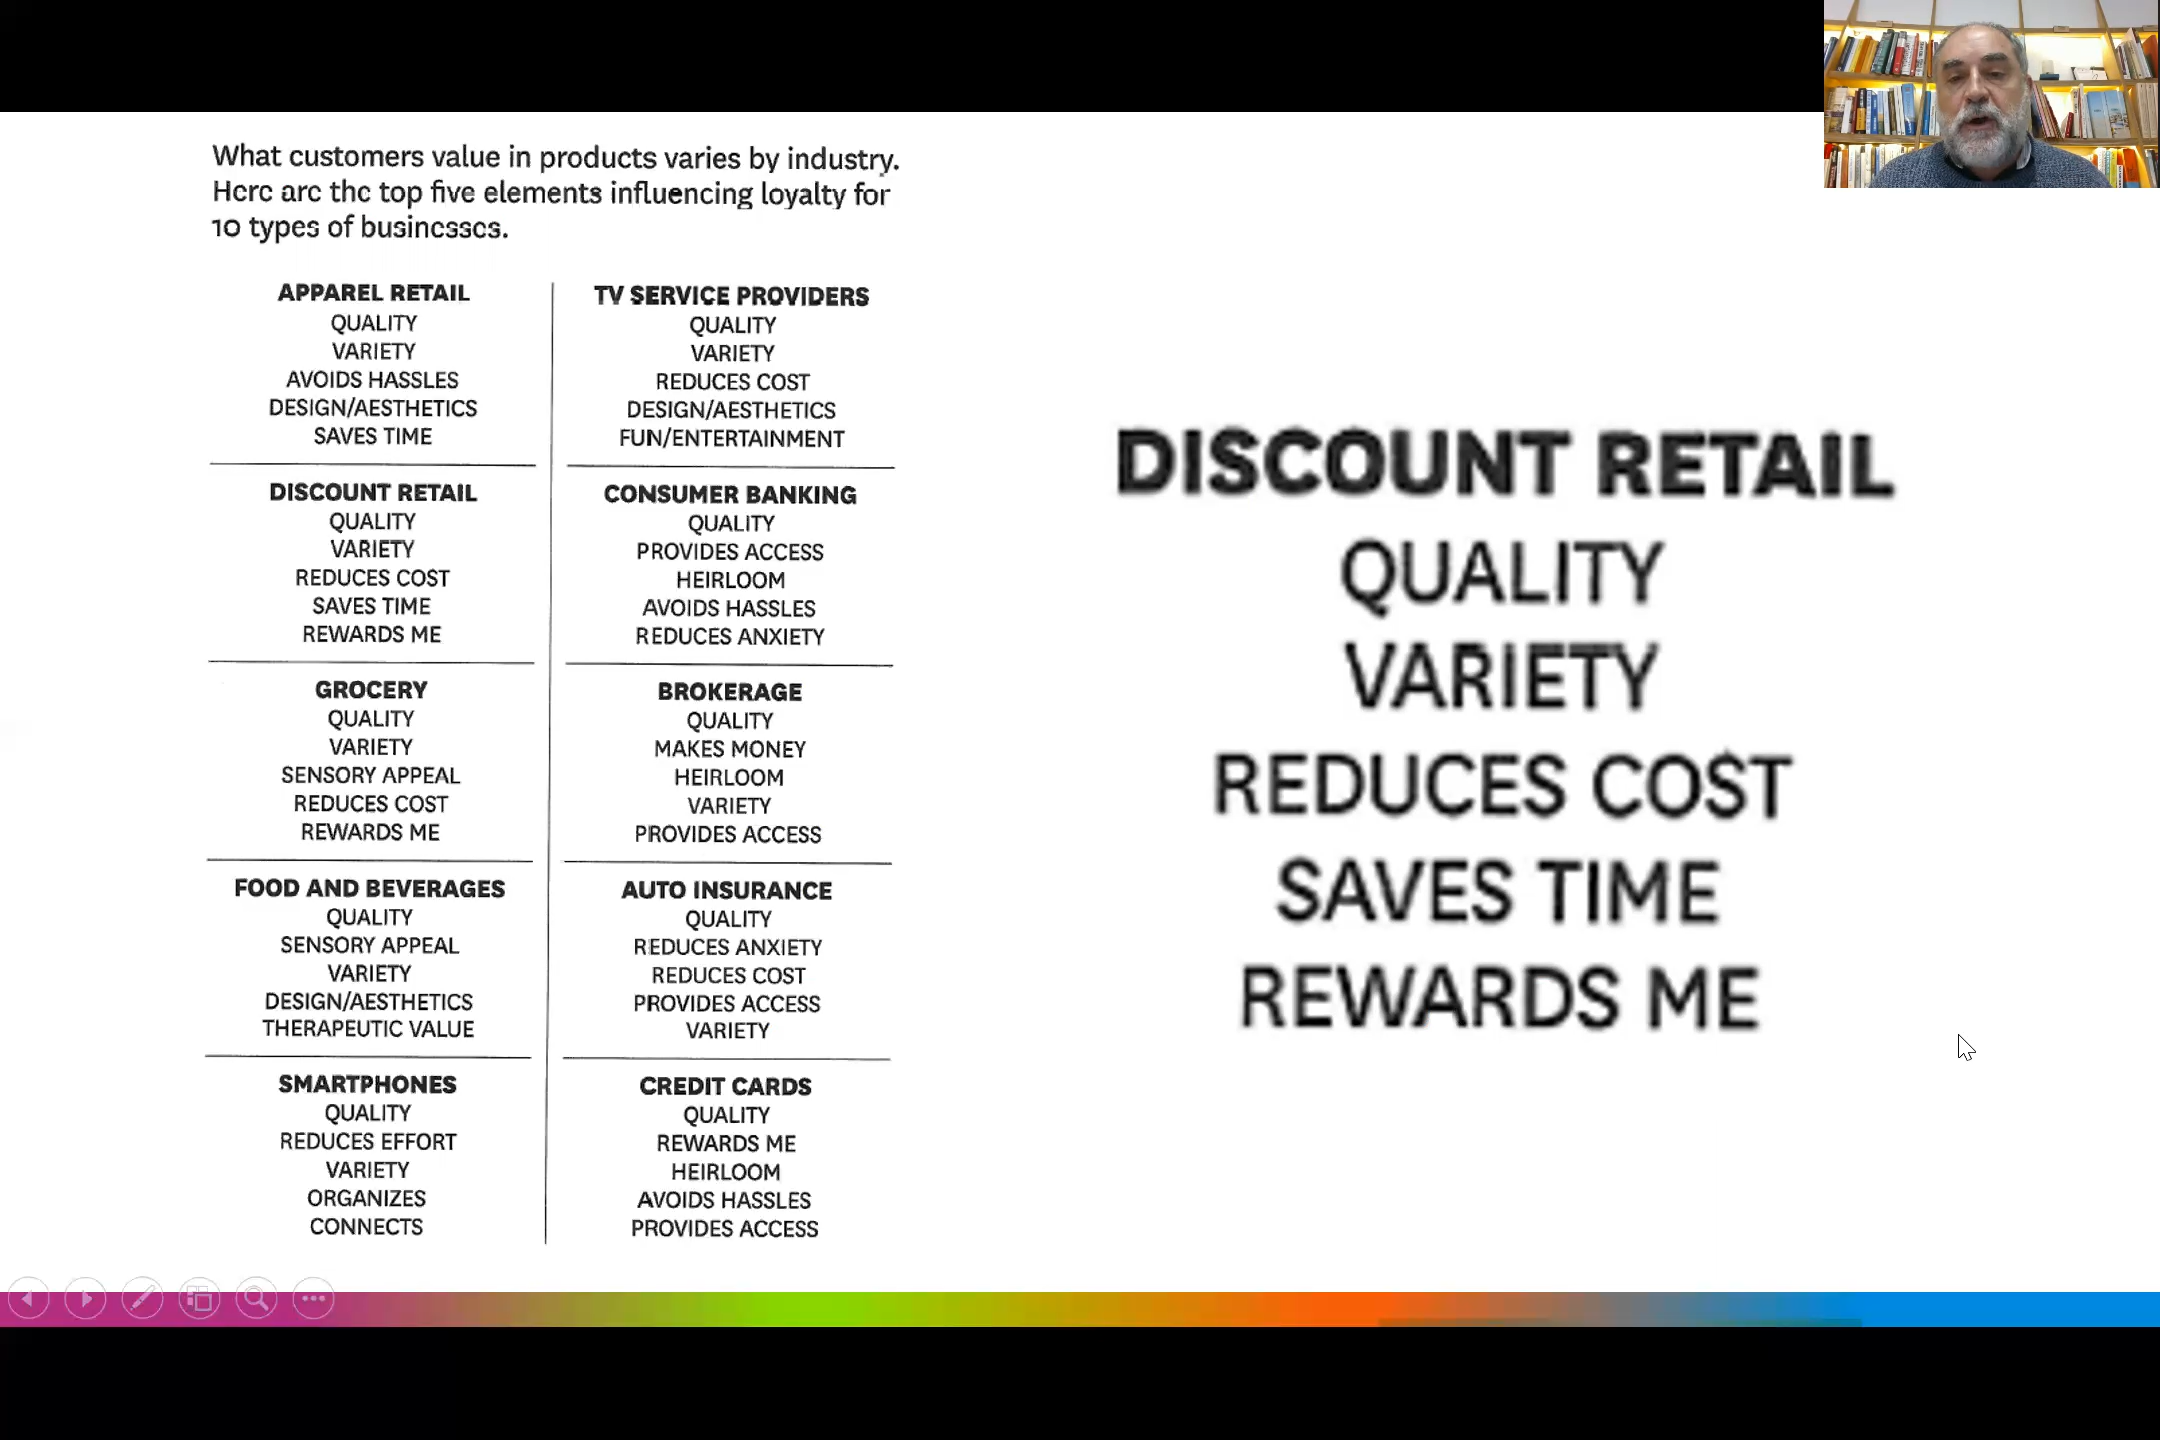 What customers value in products varies by industry.
Here are the top five elements influencing loyalty for
10 types of businesses.
APPAREL RETAIL
QUALITY
VARIETY
AVOIDS HASSLES
DESIGN/AESTHETICS
SAVES TIME
DISCOUNT RETAIL
QUALITY
VARIETY
REDUCES COST
SAVES TIME
REWARDS ME
GROCERY
QUALITY
VARIETY
SENSORY APPEAL
REDUCES COST
REWARDS ME
FOOD AND BEVERAGES
QUALITY
SENSORY APPEAL
VARIETY
DESIGN/AESTHETICS
THERAPEUTIC VALUE
SMARTPHONES
QUALITY
REDUCES EFFORT
VARIETY
ORGANIZES
CONNECTS
TV SERVICE PROVIDERS
QUALITY
VARIETY
REDUCES COST
DESIGN/AESTHETICS
FUN/ENTERTAINMENT
CONSUMER BANKING
QUALITY
PROVIDES ACCESS
HEIRLOOM
AVOIDS HASSLES
REDUCES ANXIETY
BROKERAGE
QUALITY
MAKES MONEY
HEIRLOOM
VARIETY
PROVIDES ACCESS
AUTO INSURANCE
QUALITY
REDUCES ANXIETY
REDUCES COST
PROVIDES ACCESS
VARIETY
CREDIT CARDS
QUALITY
REWARDS ME
HEIRLOOM
AVOIDS HASSLES
PROVIDES ACCESS
DISCOUNT RETAIL
QUALITY
VARIETY
REDUCES COST
SAVES TIME
REWARDS ME